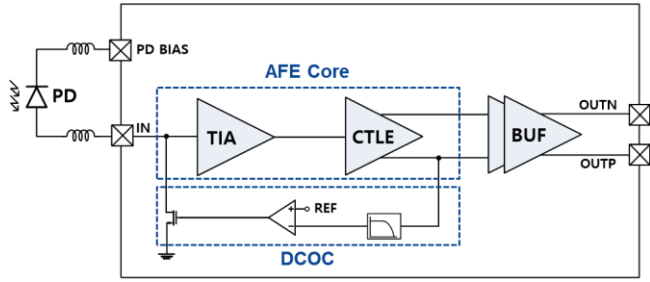 PD BIAS
AFE Core
PD
OUTN
IN
TIA
CTLE
BUF
OUTP
+
REF
−
DCOC